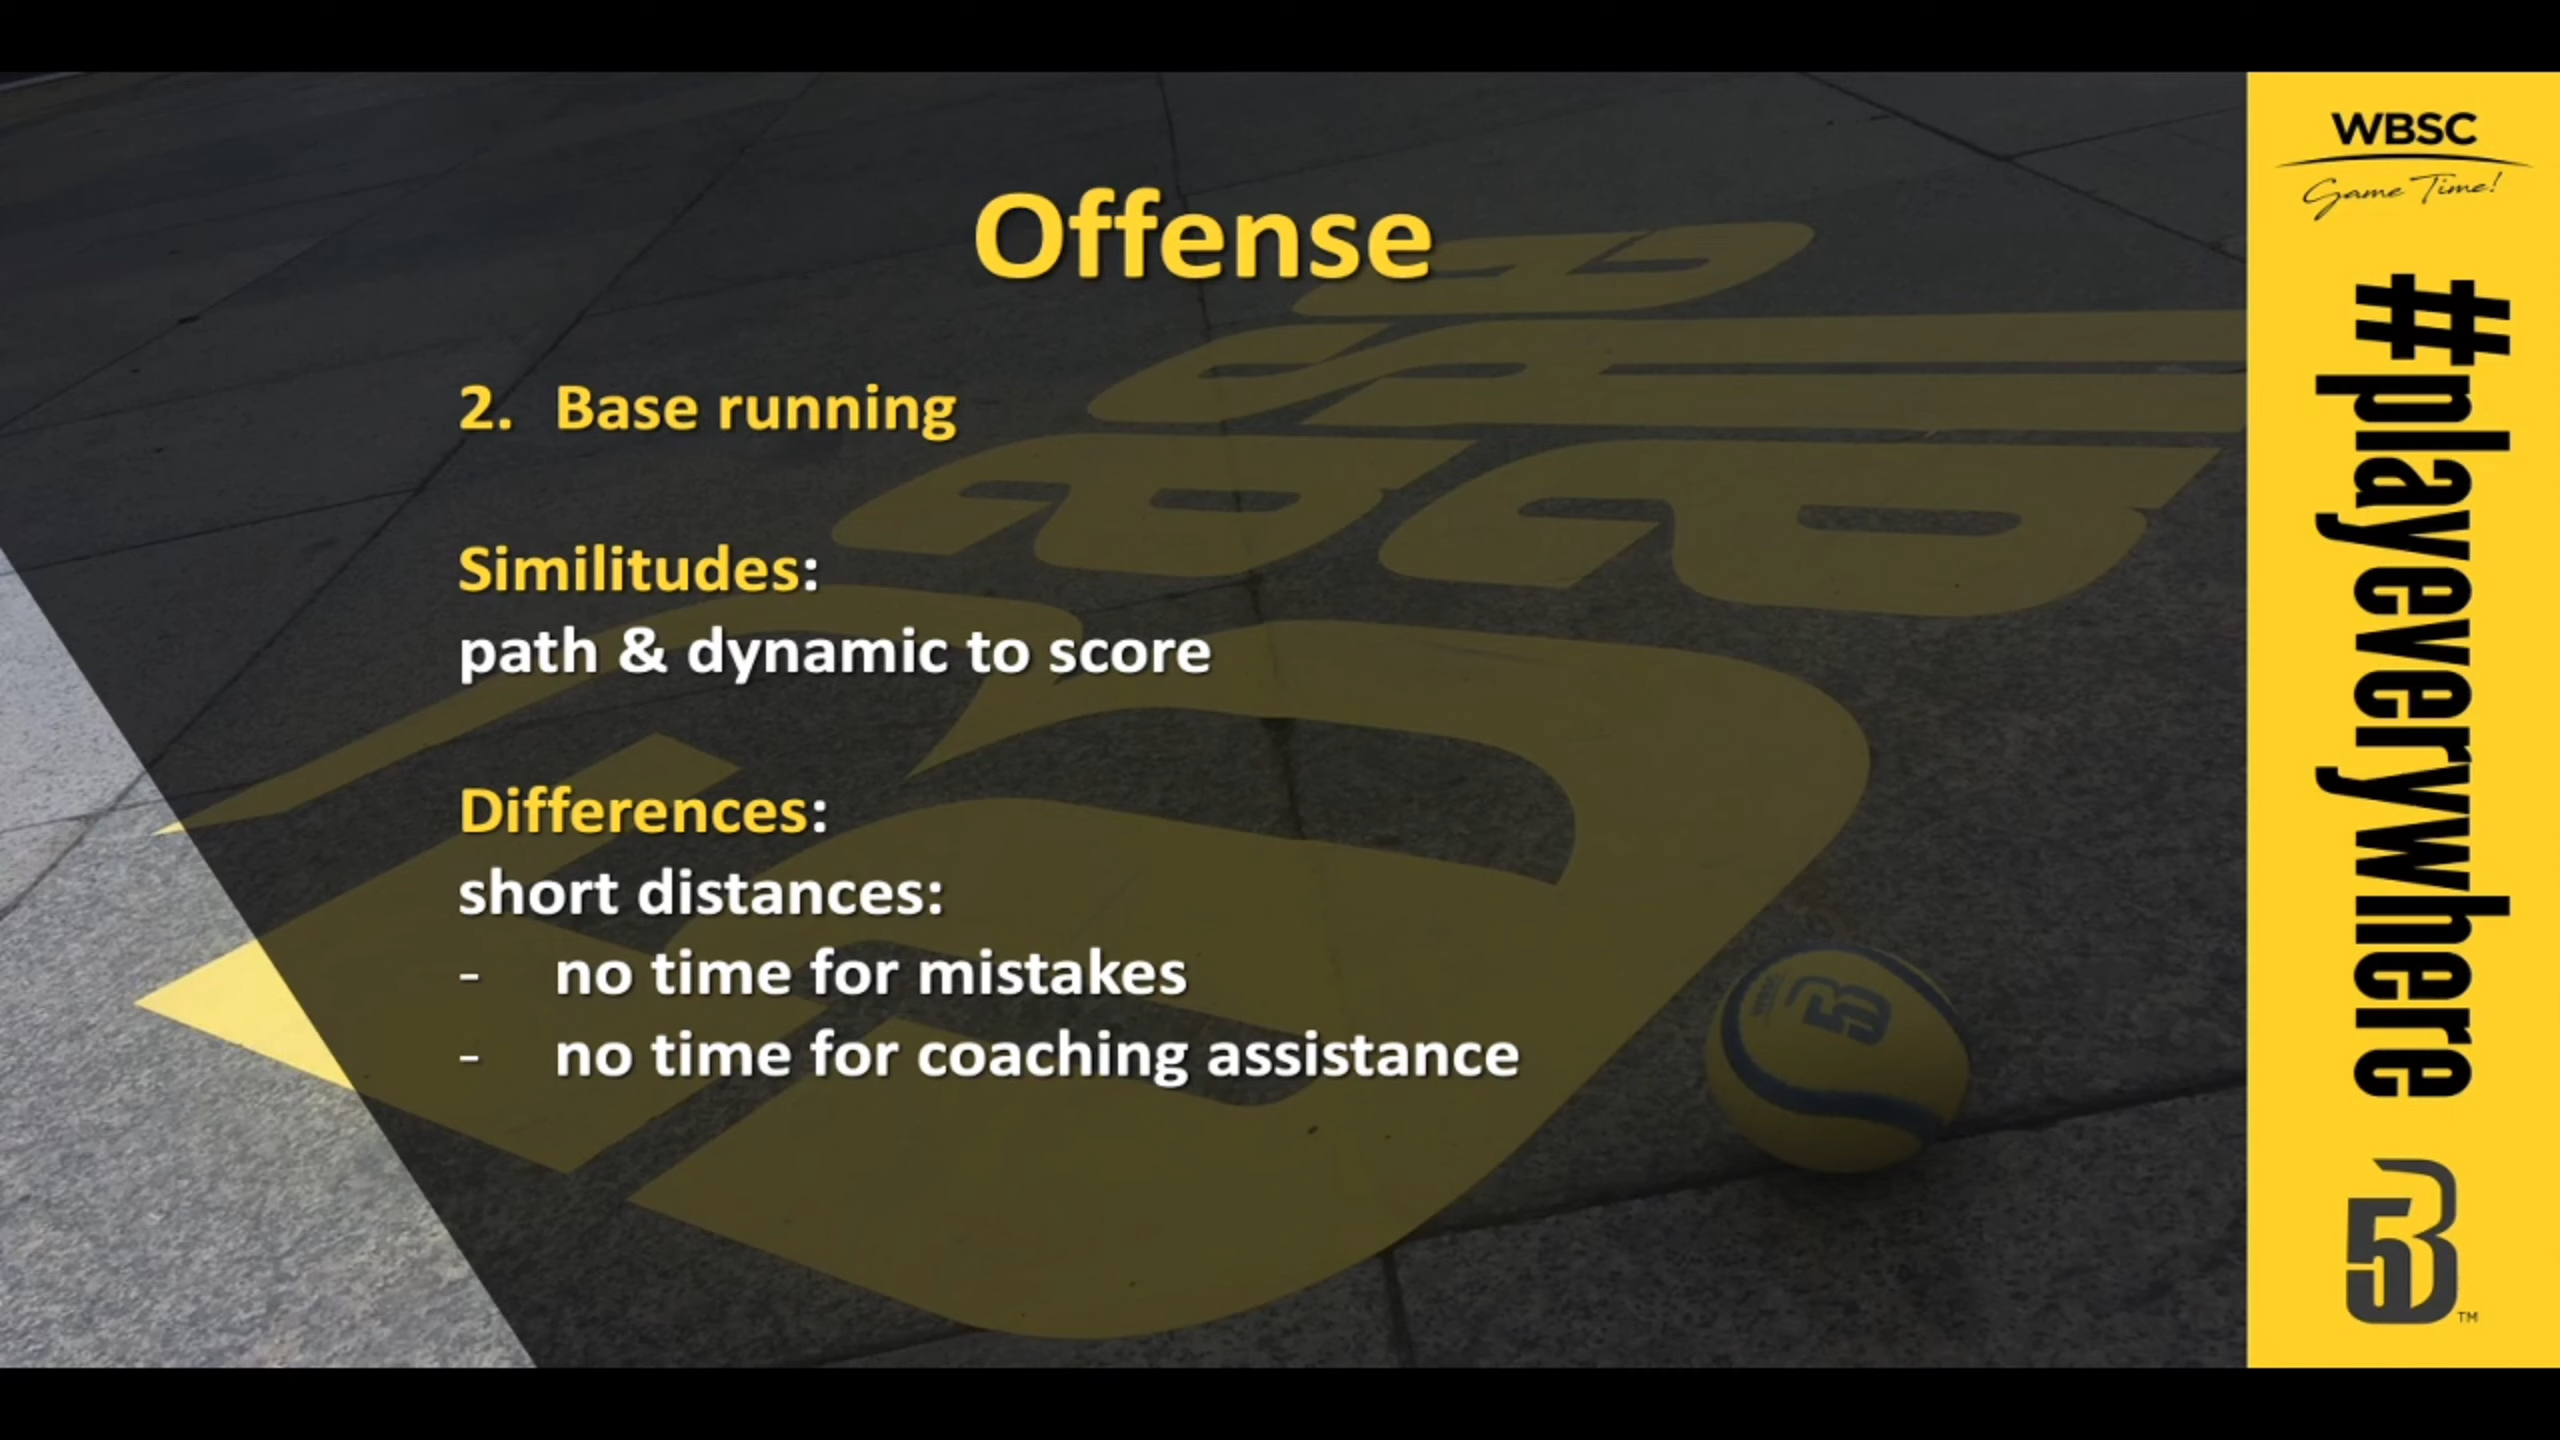 Offense
2. Base running
Similitudes:
path & dynamic to score
Differences:
short distances:
- no time for mistakes
- no time for coaching assistance
WBSC
Game Time!
#playeverywhere
5
TM